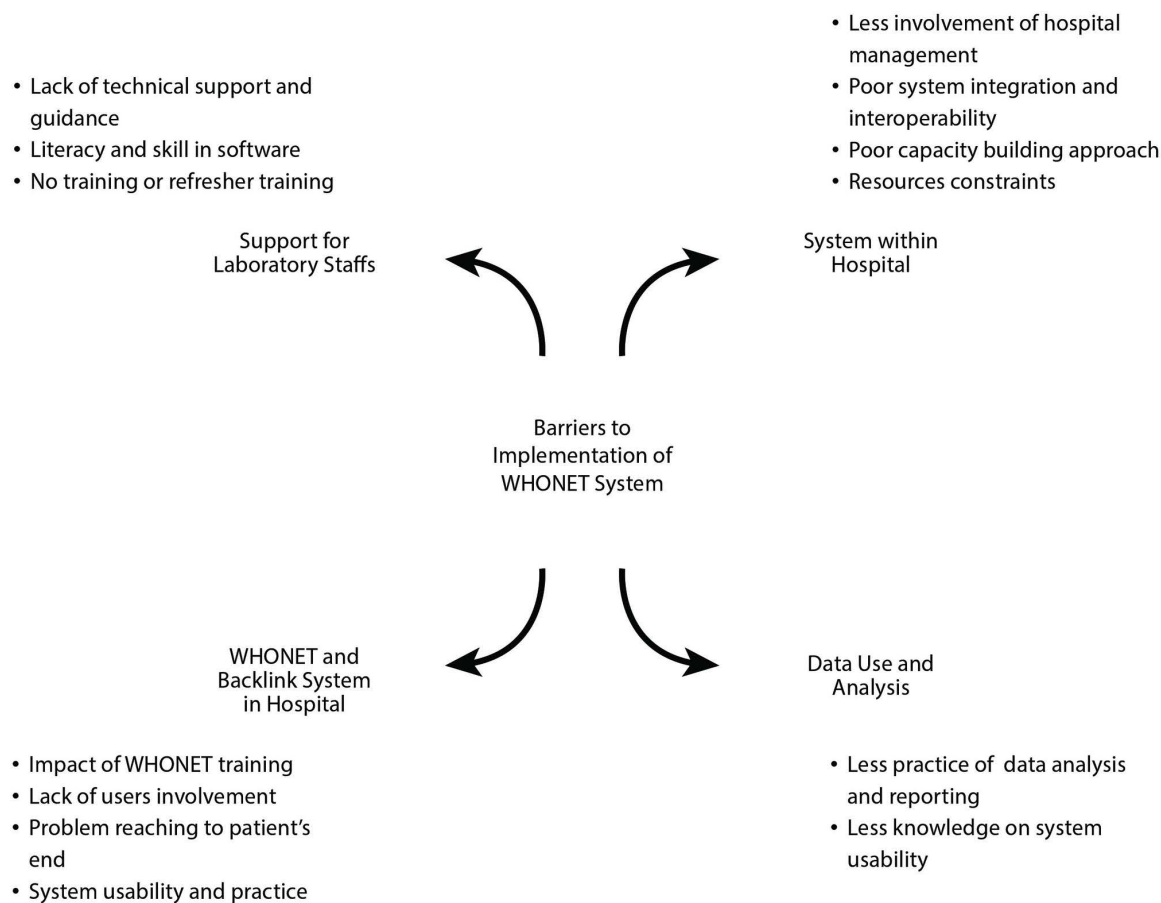 • Lack of technical support and
guidance
• Literacy and skill in software
• No training or refresher training
Support for
Laboratory Staffs
• Less involvement of hospital
management
• Poor system integration and
interoperability
• Poor capacity building approach
• Resources constraints
System within
Hospital
Barriers to
Implementation of
WHONET System
WHONET and
Backlink System
in Hospital
• Impact of WHONET training
• Lack of users involvement
• Problem reaching to patient's
end
• System usability and practice
Data Use and
Analysis
• Less practice of data analysis
and reporting
• Less knowledge on system
usability